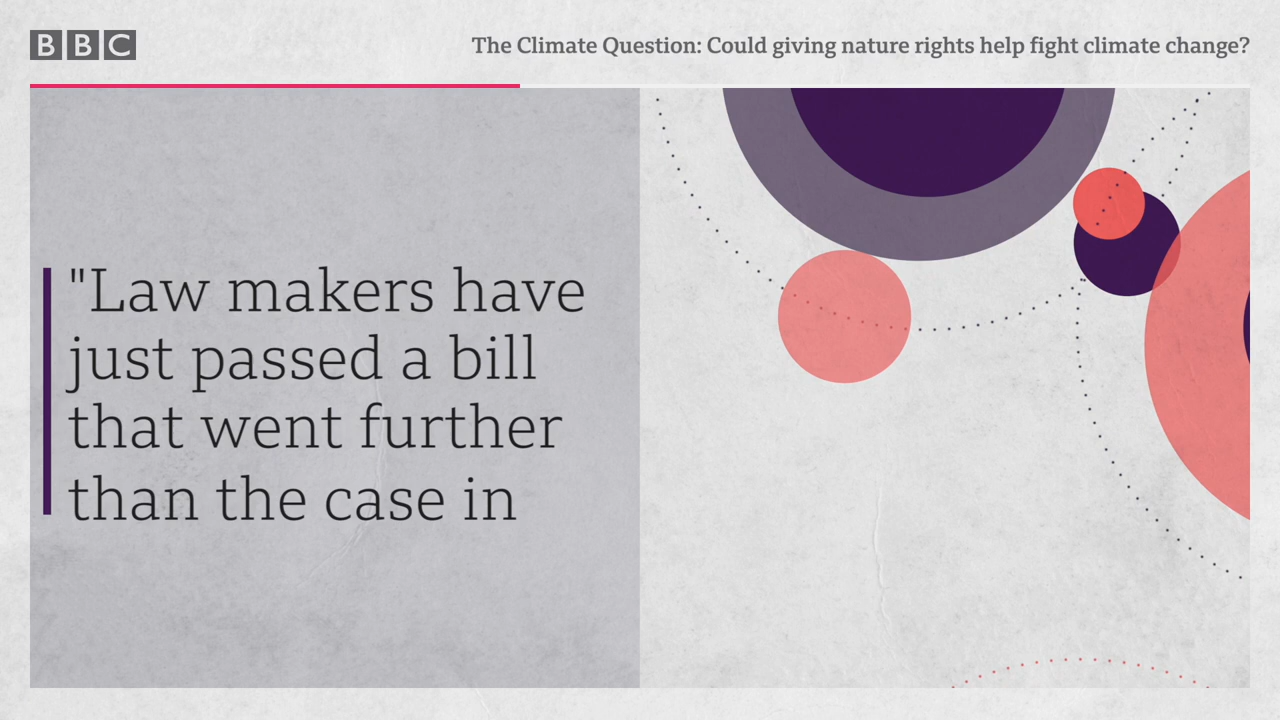 BBC
The Climate Question: Could giving nature rights help fight climate change?
"Law makers have
just passed a bill
that went further
than the case in